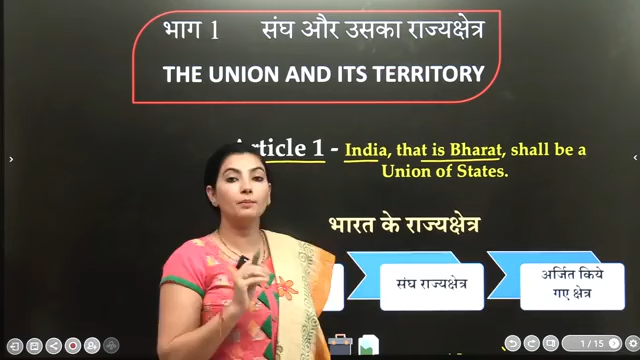 भाग 1 संघ और उसका राज्यक्षेत्र
THE UNION AND ITS TERRITORY
Article 1 - India, that is Bharat, shall be a
Union of States.
भारत के राज्यक्षेत्र
संघ राज्यक्षेत्र
अर्जित किये
गए क्षेत्र
1 / 15